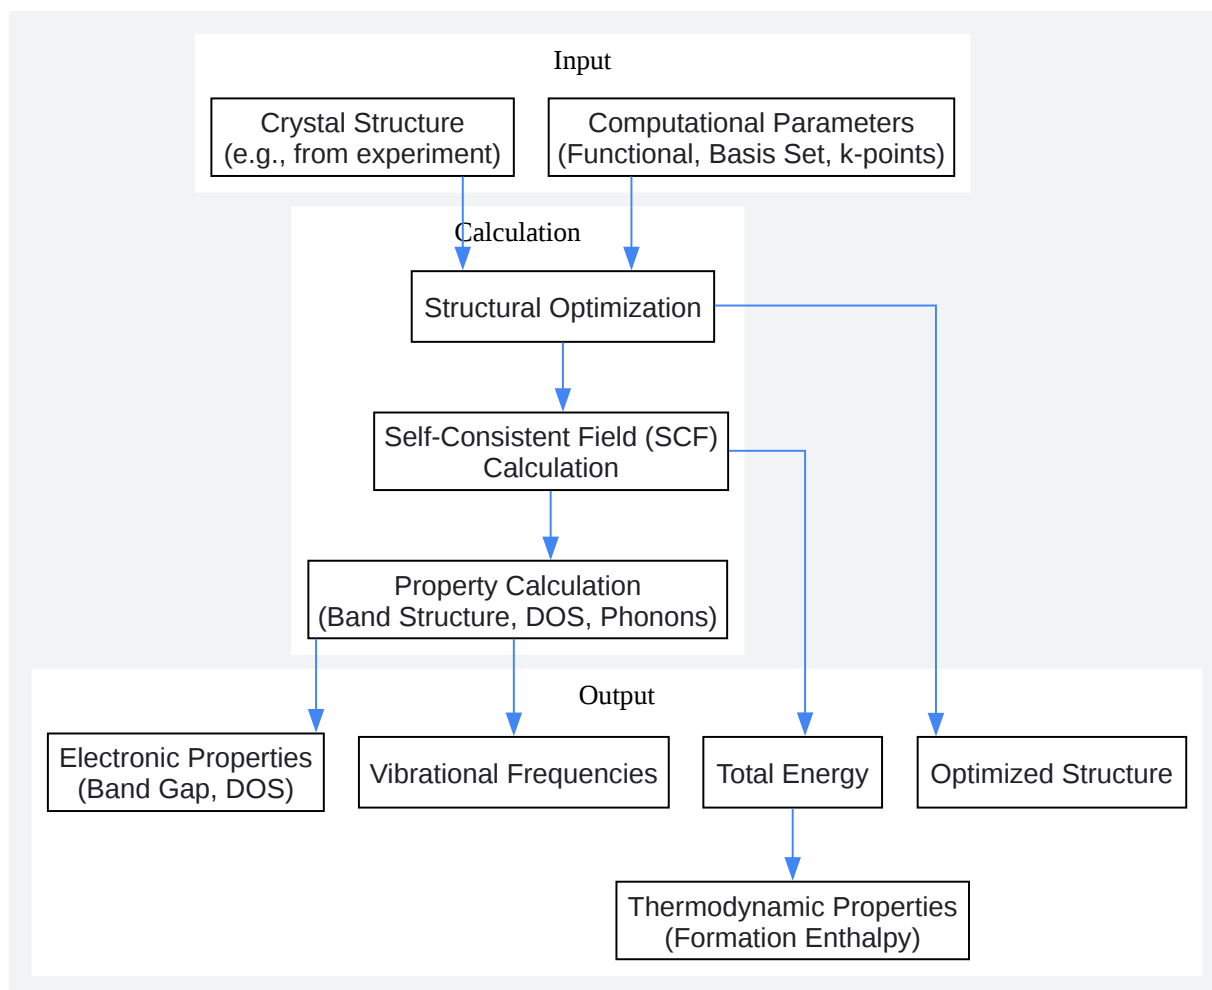 Input
Crystal Structure
(e.g., from experiment)
Computational Parameters
(Functional, Basis Set, k-points)
Calculation
Structural Optimization
Self-Consistent Field (SCF)
Calculation
Property Calculation
(Band Structure, DOS, Phonons)
Output
Electronic Properties
(Band Gap, DOS)
Vibrational Frequencies
Total Energy
Optimized Structure
Thermodynamic Properties
(Formation Enthalpy)